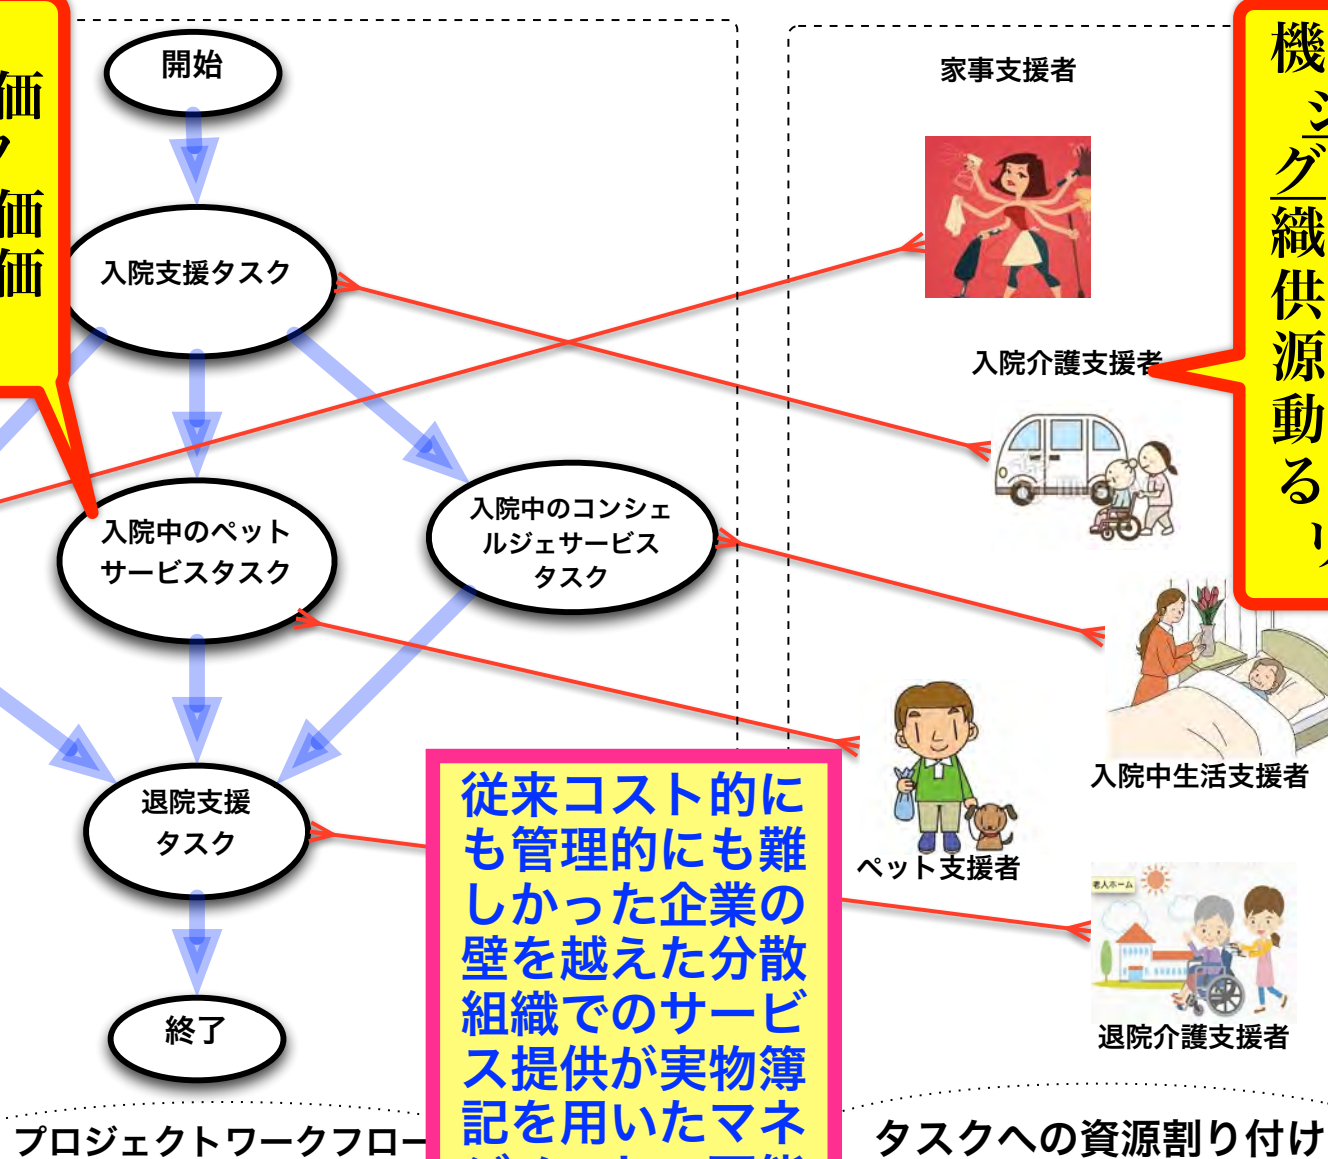 開始
家事支援者
入院支援タスク
入院介護支援者
入院中のペット
サービスタスク
入院中のコンシェ
ルジェサービス
タスク
入院中生活支援者
ペット支援者
老人ホーム
退院支援
タスク
退院介護支援者
終了
従来コスト的に
も管理的にも難
しかった企業の
壁を越えた分散
組織でのサービ
ス提供が実物簿
記を用いたマネ
プロジェクトワークフロー
タスクへの資源割り付け
価
価
価
機
グ
織
供
源
動
る